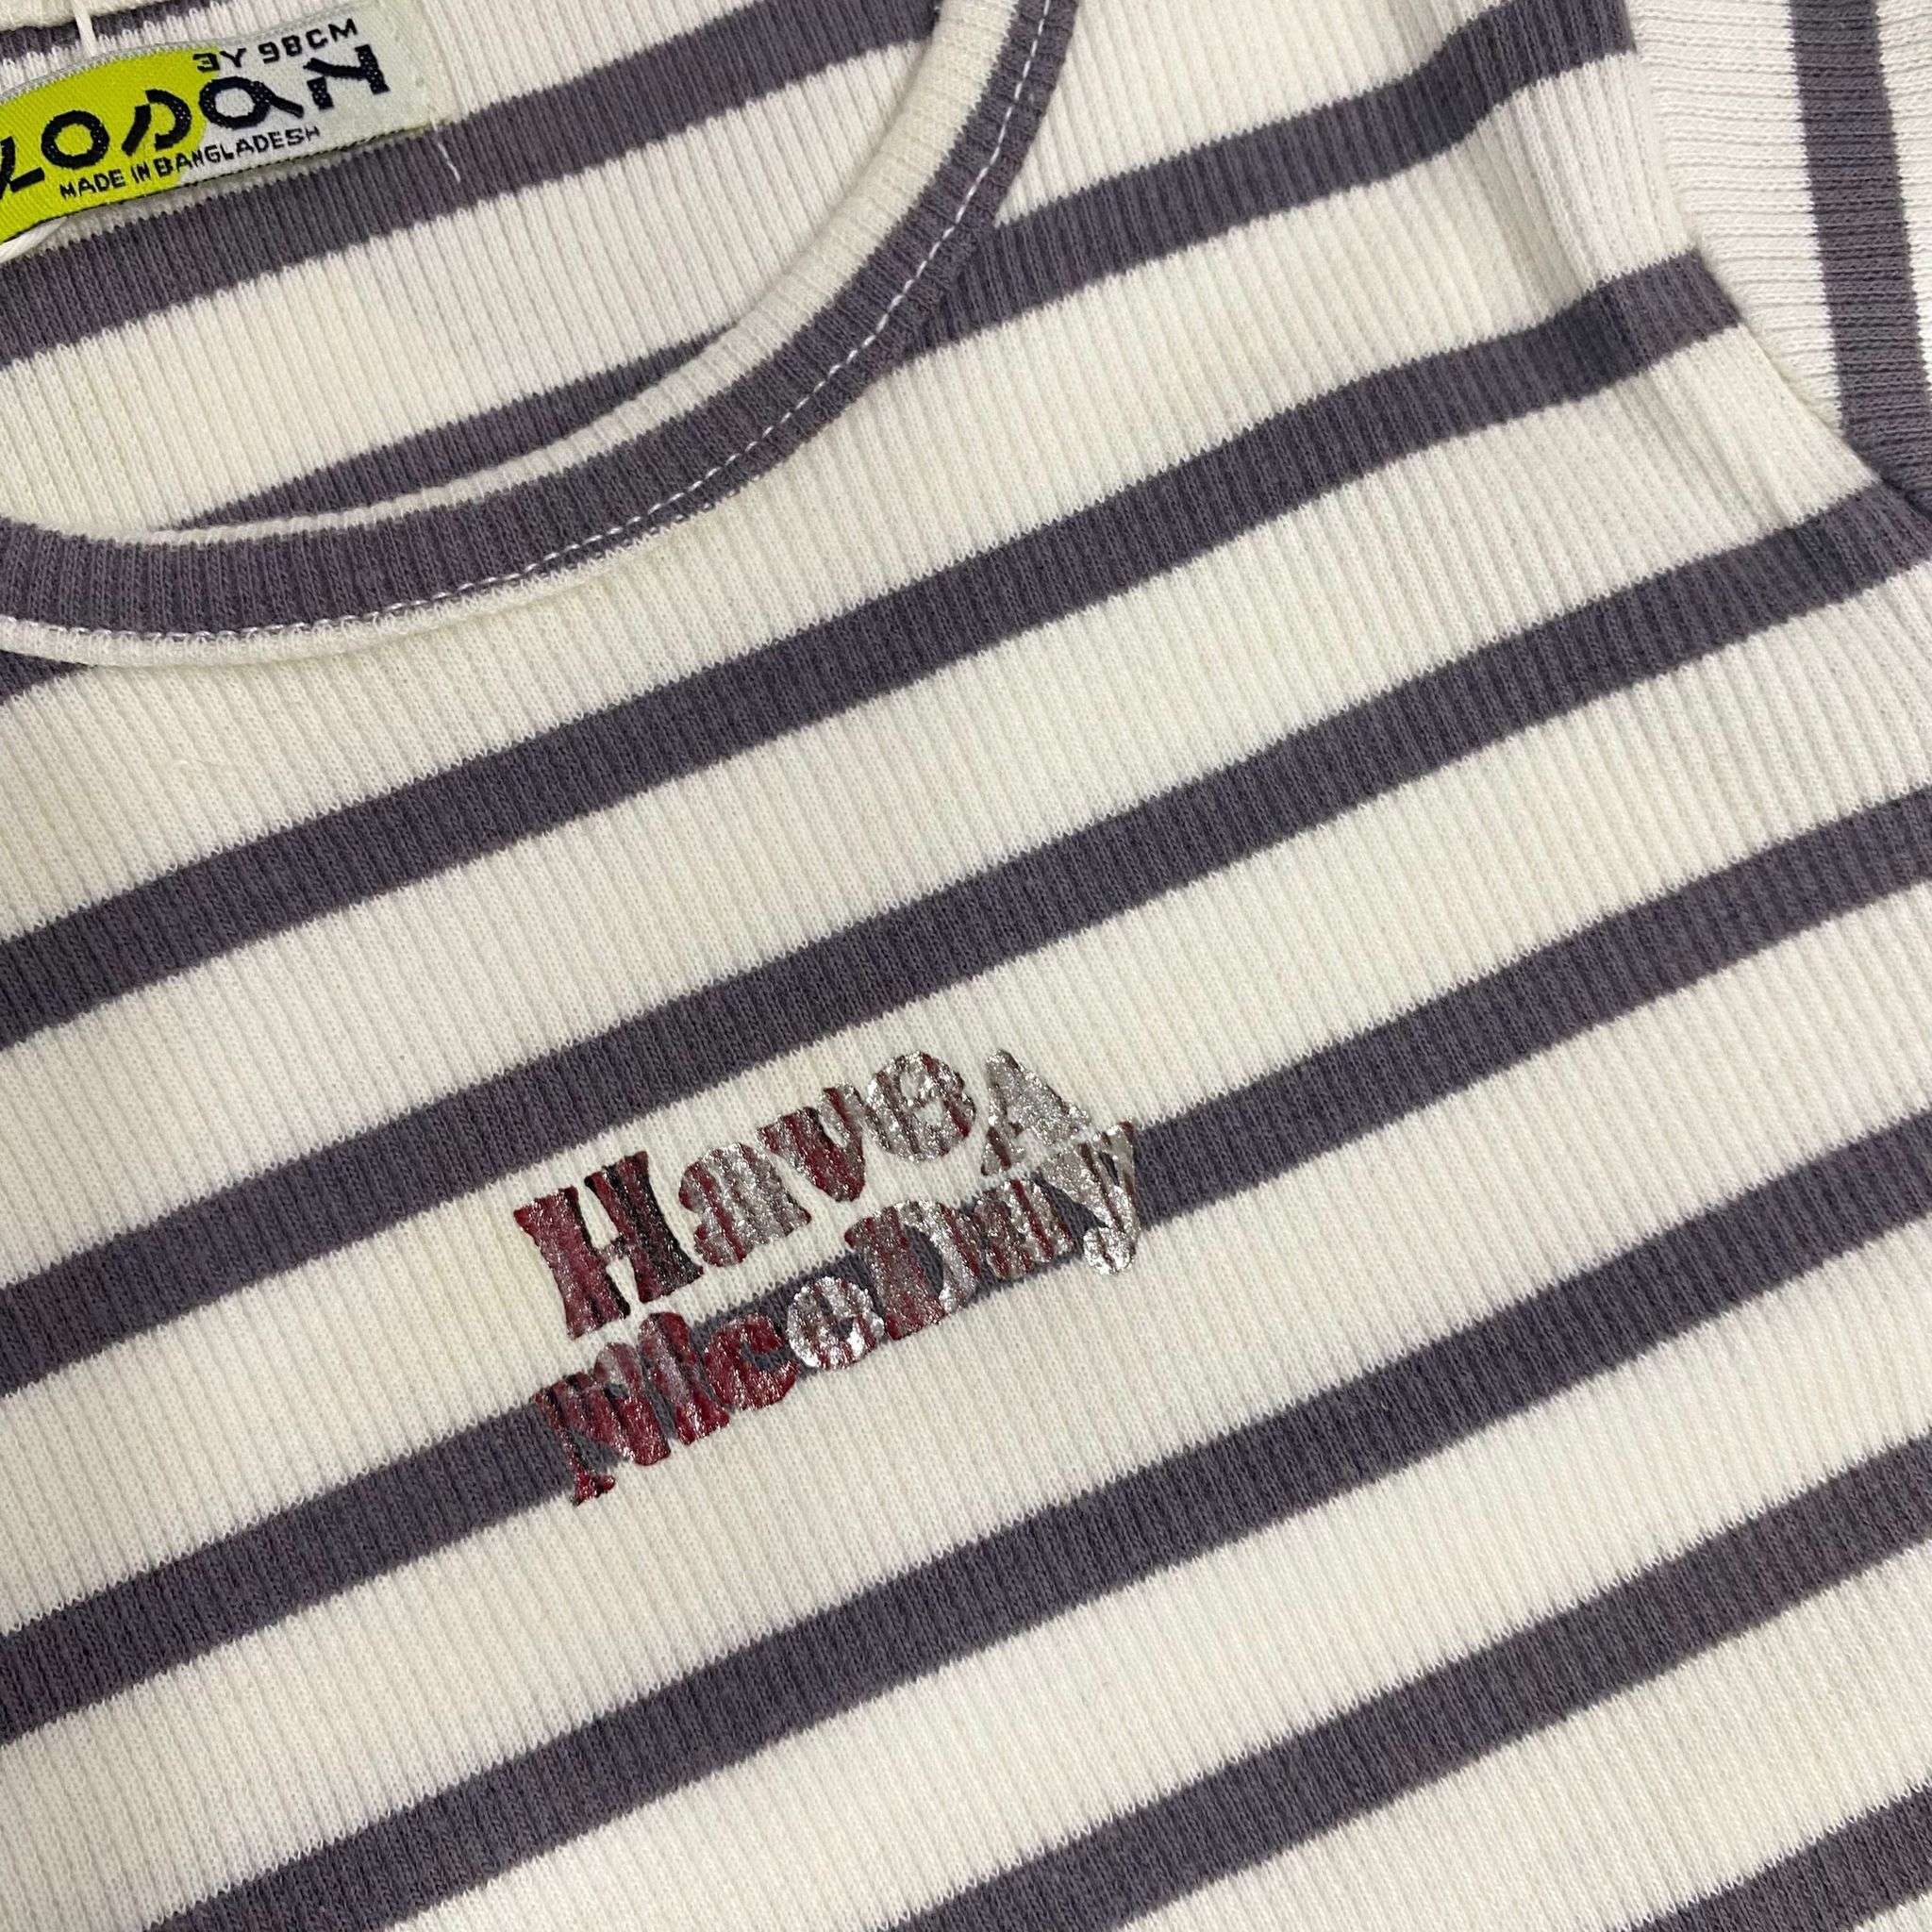 3Y 98CM
MADE IN BANGLADESH
Have A
Nice Day